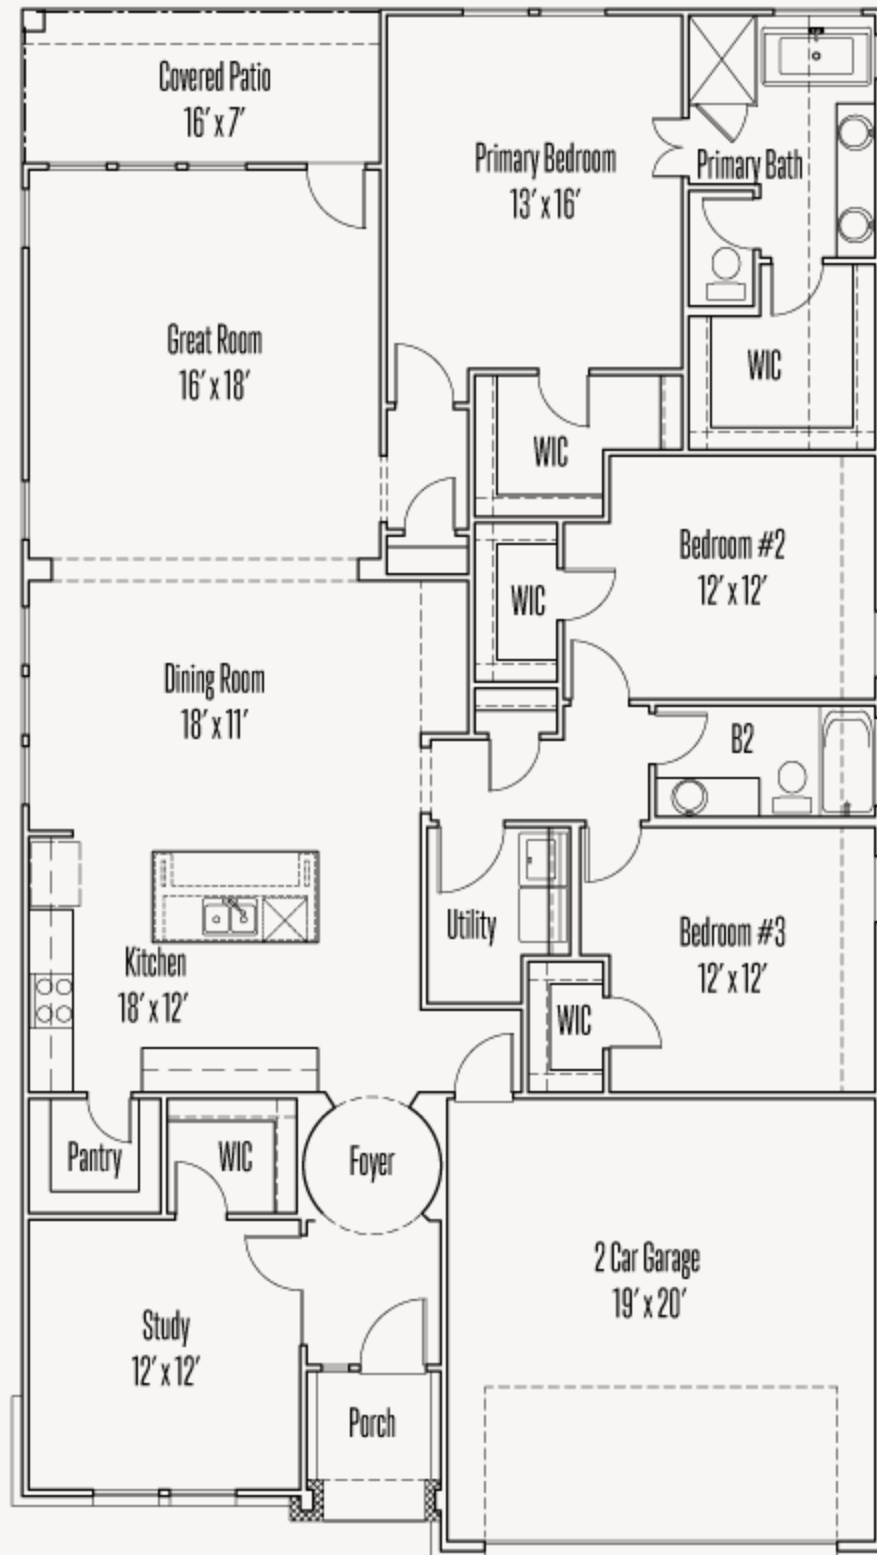 Covered Patio
16' x 7'
Primary Bedroom
13' x 16'
Primary Bath
Great Room
16' x 18'
WIC
WIC
Bedroom #2
12' x 12'
WIC
Dining Room
18' x 11'
B2
Utility
Bedroom #3
12' x 12'
Kitchen
18' x 12'
WIC
Pantry
WIC
Foyer
2 Car Garage
19' x 20'
Study
12' x 12'
Porch